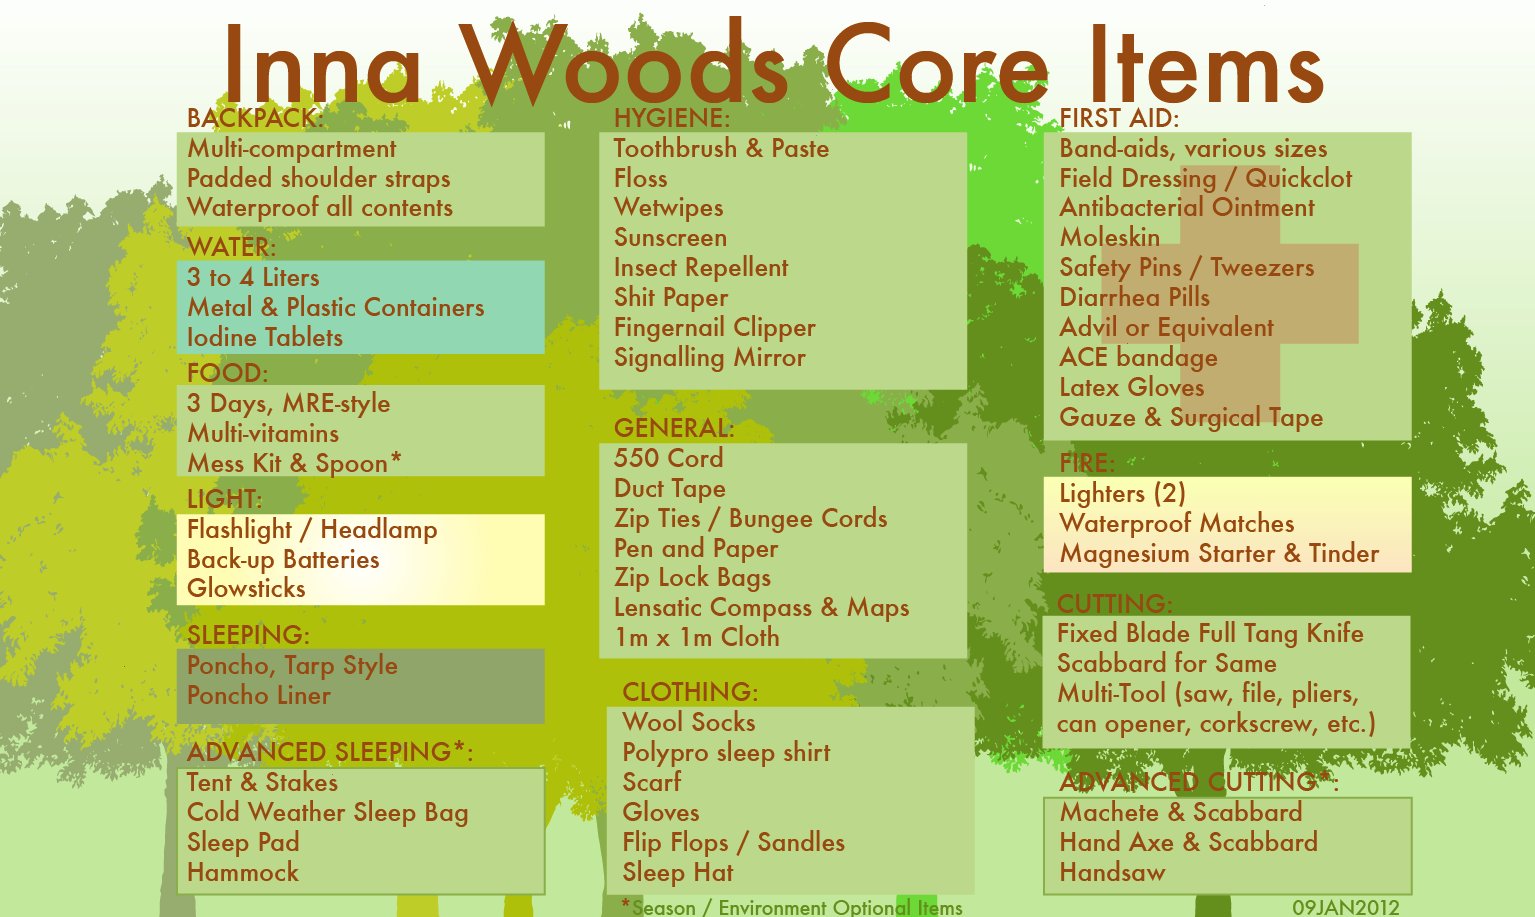 Inna Woods Core Items
BACKPACK:
Multi-compartment
Padded shoulder straps
Waterproof all contents
WATER:
3 to 4 Liters
Metal & Plastic Containers
Iodine Tablets
FOOD:
3 Days, MRE-style
Multi-vitamins
Mess Kit & Spoon*
LIGHT:
Flashlight / Headlamp
Back-up Batteries
Glowsticks
SLEEPING:
Poncho, Tarp Style
Poncho Liner
ADVANCED SLEEPING*:
Tent & Stakes
Cold Weather Sleep Bag
Sleep Pad
Hammock
HYGIENE:
Toothbrush & Paste
Floss
Wetwipes
Sunscreen
Insect Repellent
Shit Paper
Fingernail Clipper
Signalling Mirror
GENERAL:
550 Cord
Duct Tape
Zip Ties / Bungee Cords
Pen and Paper
Zip Lock Bags
Lensatic Compass & Maps
1m x 1m Cloth
CLOTHING:
Wool Socks
Polypro sleep shirt
Scarf
Gloves
Flip Flops / Sandles
Sleep Hat
*Season / Environment Optional Items
FIRST AID:
Band-aids, various sizes
Field Dressing / Quickclot
Antibacterial Ointment
Moleskin
Safety Pins / Tweezers
Diarrhea Pills
Advil or Equivalent
ACE bandage
Latex Gloves
Gauze & Surgical Tape
FIRE:
Lighters (2)
Waterproof Matches
Magnesium Starter & Tinder
CUTTING:
Fixed Blade Full Tang Knife
Scabbard for Same
Multi-Tool (saw, file, pliers,
can opener, corkscrew, etc.)
ADVANCED CUTTING*:
Machete & Scabbard
Hand Axe & Scabbard
Handsaw
09JAN2012